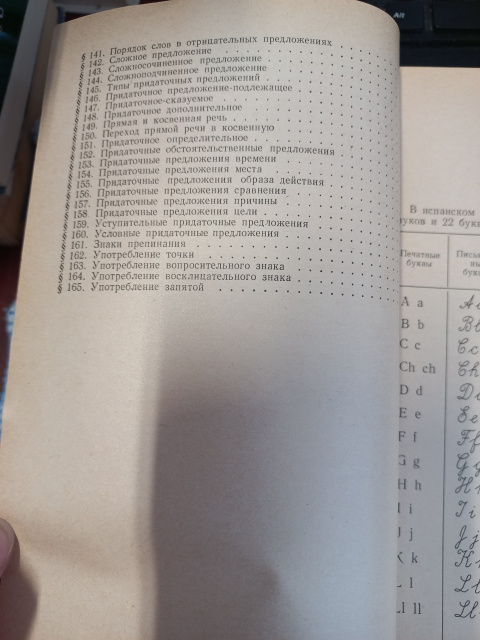 § 141. Порядок слов в отрицательных предложениях
§ 142. Сложное предложение
§ 143. Сложносочиненное предложение
§ 144. Сложноподчиненное предложение
§ 145. Типы придаточных предложений
§ 146. Придаточное предложение-подлежащее
§ 147. Придаточное-сказуемое
§ 148. Придаточное дополнительное
§ 149. Прямая и косвенная речь
§ 150. Переход прямой речи в косвенную
§ 151. Придаточное определительное
§ 152. Придаточные обстоятельственные предложения
§ 153. Придаточные предложения времени
§ 154. Придаточные предложения места
§ 155. Придаточные предложения образа действия
§ 156. Придаточные предложения сравнения
§ 157. Придаточные предложения причины
§ 158. Придаточные предложения цели
§ 159. Уступительные придаточные предложения
§ 160. Условные придаточные предложения
§ 161. Знаки препинания
§ 162. Употребление точки
§ 163. Употребление вопросительного знака
§ 164. Употребление восклицательного знака
§ 165. Употребление запятой
В испанском
и 22
Печатные
буквы
A a
B b
C c
Ch ch
D d
E e
F f
G g
H h
I i
J j
K k
L l
Ll ll
Alt